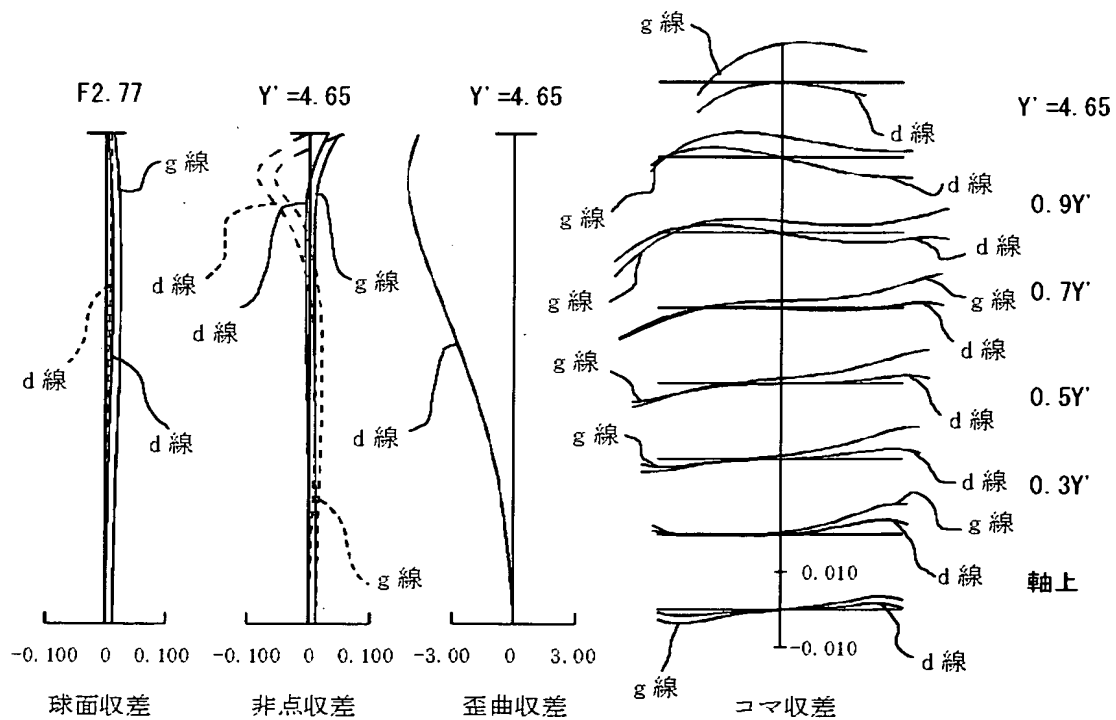 F2.77
g 線
d 線
d 線
-0.100 0 0.100
球面収差
Y'=4.65
d 線
g 線
d 線
g 線
0 0.100
非点収差
Y'=4.65
d 線
-3.00 0 3.00
歪曲収差
g 線
d 線
Y'=4.65
g 線
d 線
0.9Y'
g 線
d 線
0.7Y'
g 線
d 線
g 線
0.5Y'
d 線
g 線
d 線
0.3Y'
g 線
d 線
0.010
軸上
g 線
d 線
-0.010
コマ収差